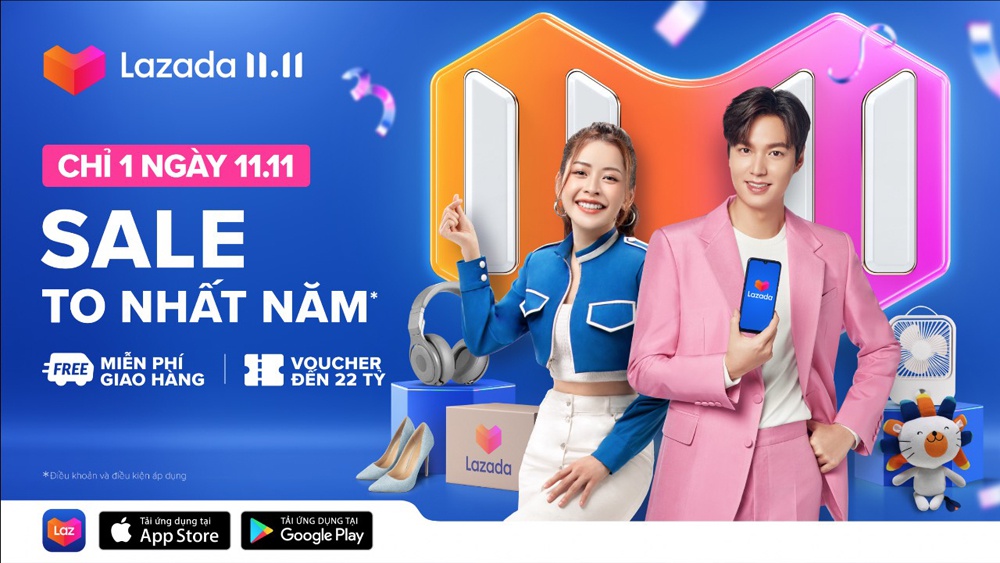 Lazada 11.11
CHỈ 1 NGÀY 11.11
SALE
TO NHẤT NĂM*
FREE
MIỄN PHÍ
GIAO HÀNG
VOUCHER
ĐẾN 22 TỶ
Lazada
Lazada
*Điều khoản và điều kiện áp dụng
Laz
Tải ứng dụng tại
App Store
TẢI ỨNG DỤNG TẠI
Google Play